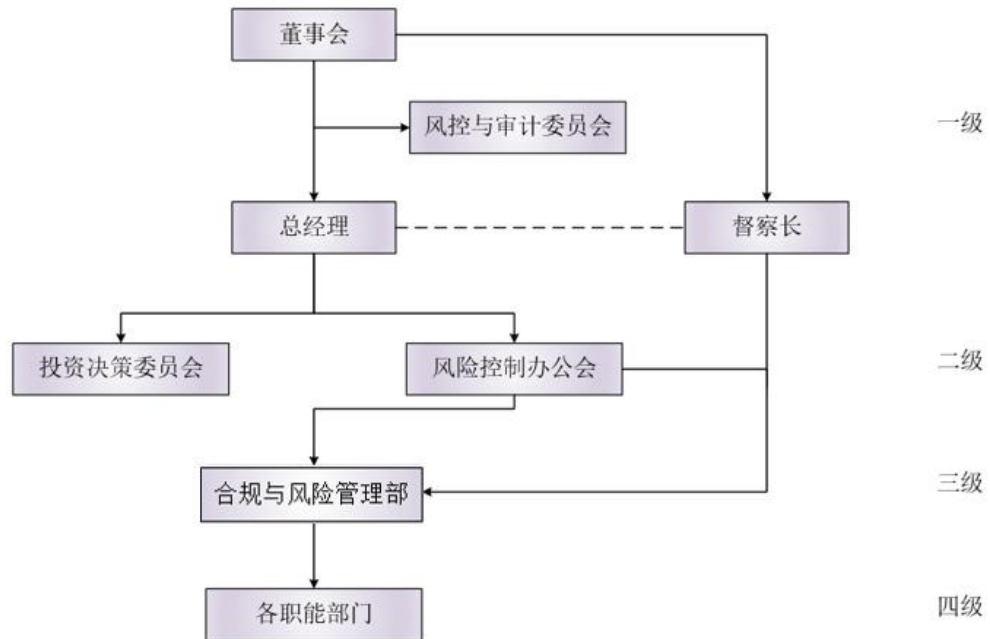 董事会
风控与审计委员会
一级
总经理
督察长
投资决策委员会
风险控制办公会
二级
合规与风险管理部
三级
各职能部门
四级